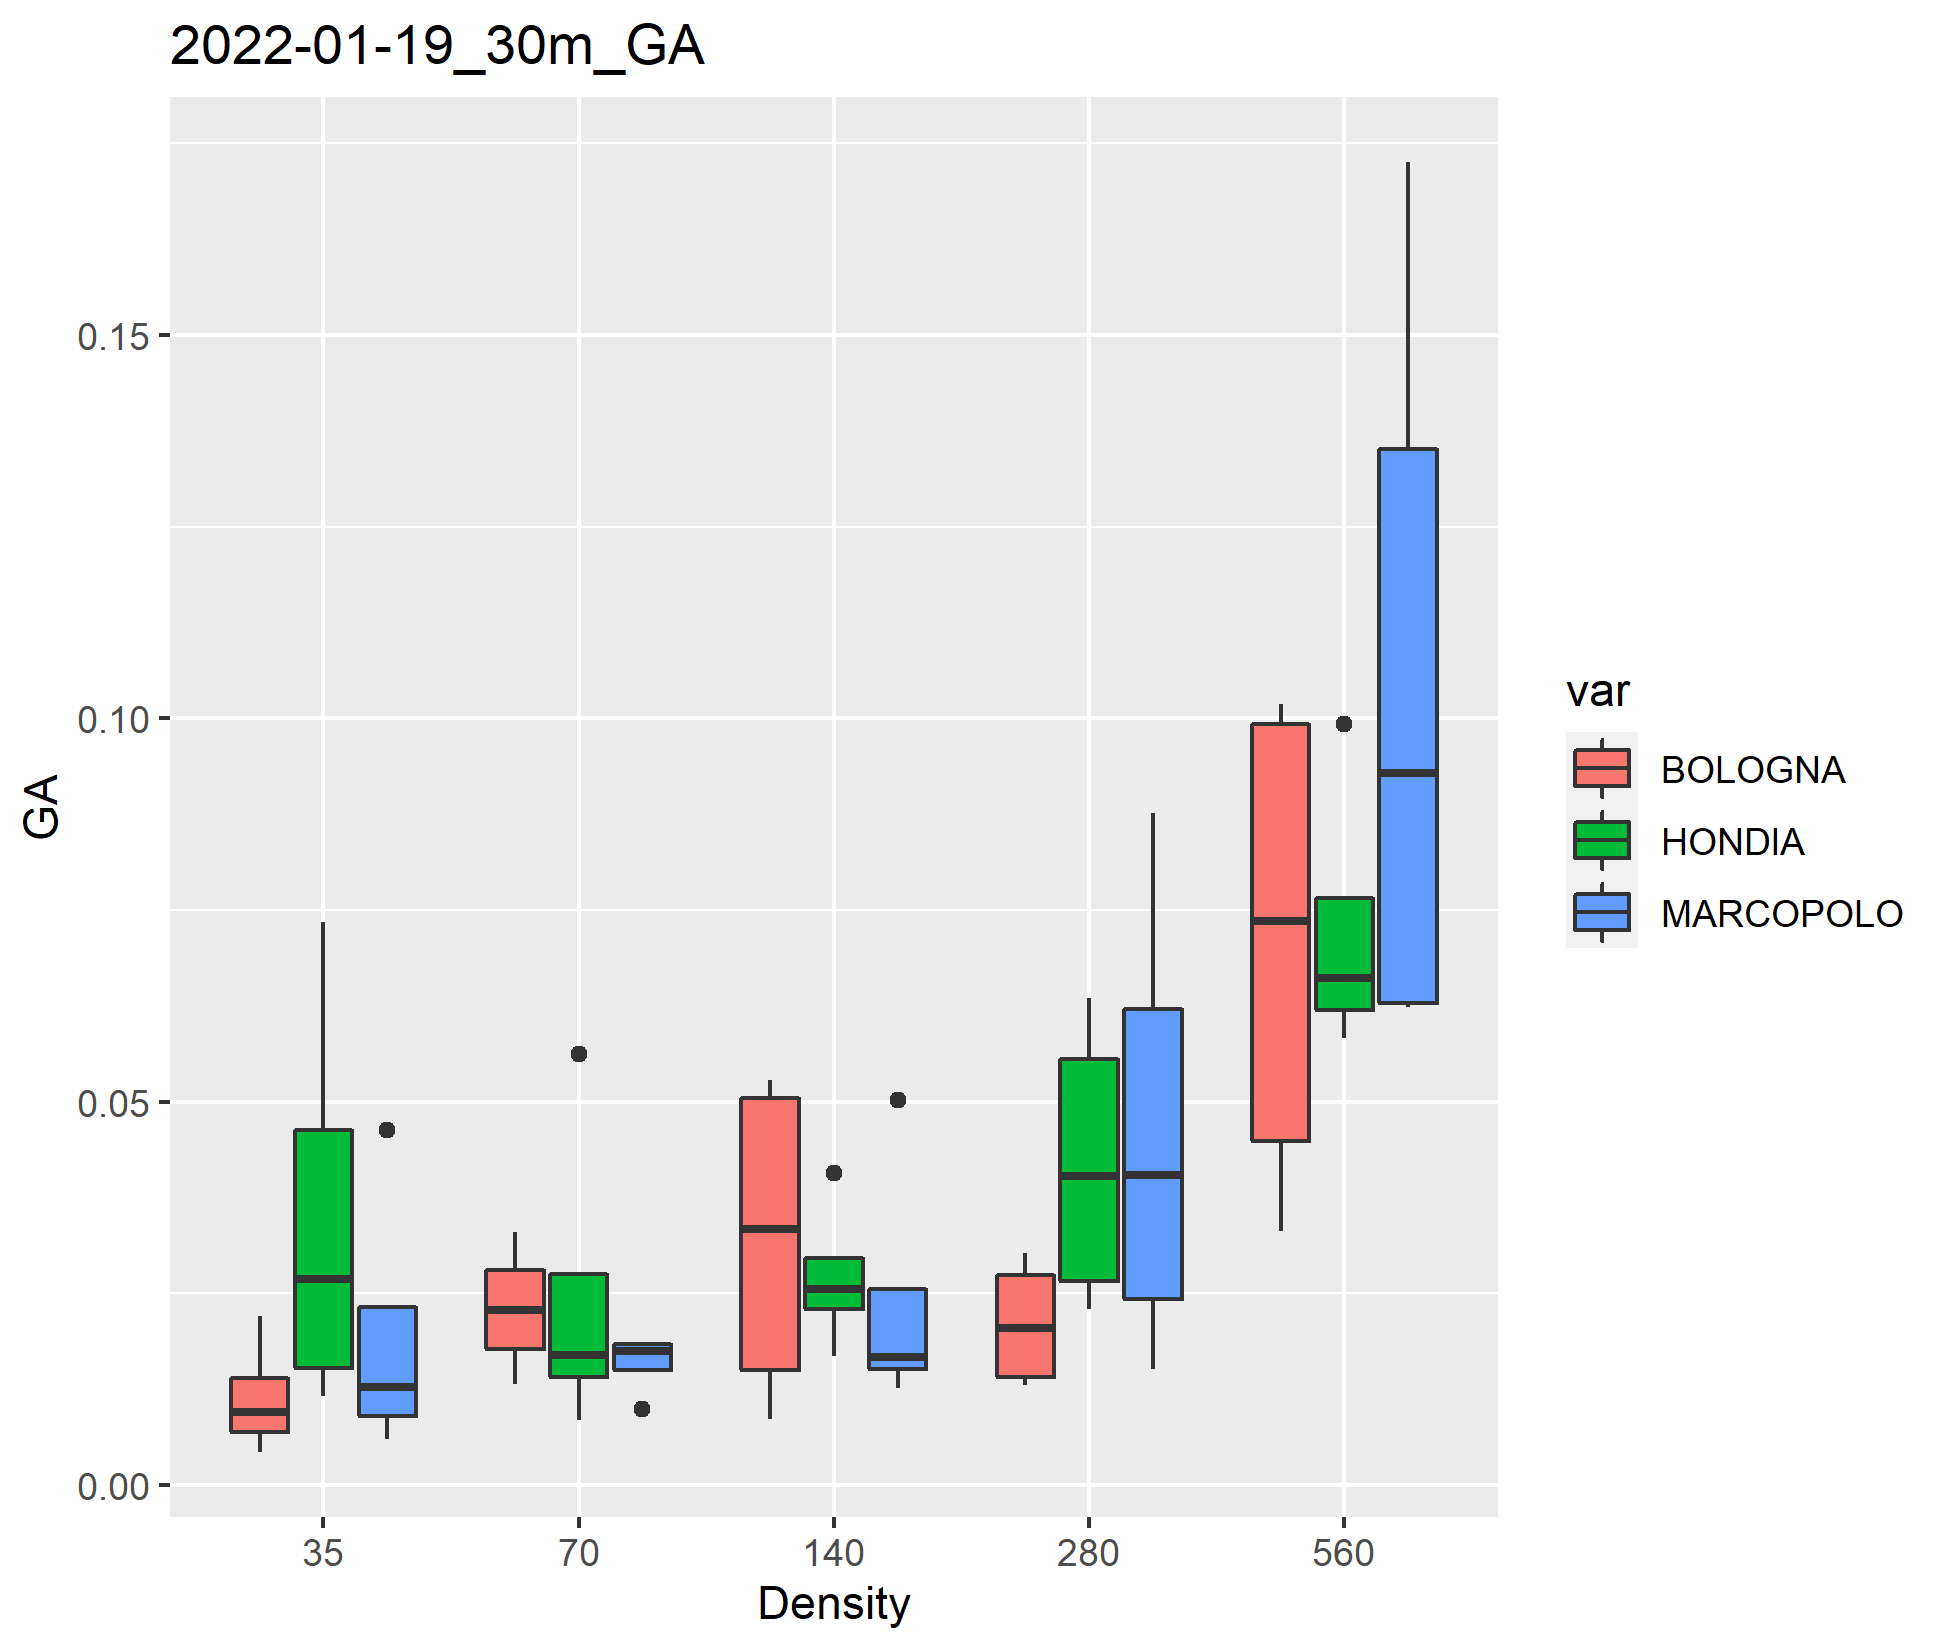 2022-01-19_30m_GA
0.15
0.10
0.05
0.00
GA
35 70 140 280 560
Density
var
BOLOGNA
HONDIA
MARCOPOLO